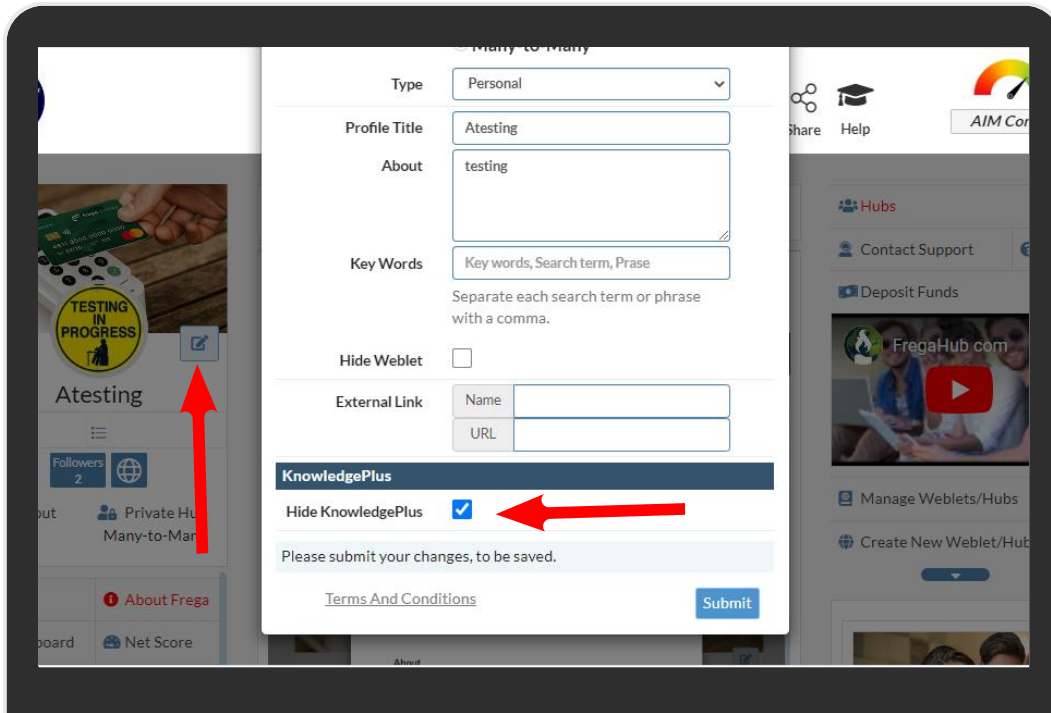 Many-to-Many
Type
Personal
Profile Title
Atesting
About
testing
Key Words
Key words, Search term, Prase
Separate each search term or phrase
with a comma.
Hide Weblet
External Link
Name
URL
KnowledgePlus
Hide KnowledgePlus
Please submit your changes, to be saved.
Terms And Conditions
Submit
TESTING
IN
PROGRESS
Atesting
Followers
2
Private Hu
Many-to-Man
About Frega
Net Score
About
Share
Help
AIM Cor
Hubs
Contact Support
Deposit Funds
FregaHub com
Manage Weblets/Hubs
Create New Weblet/Hub